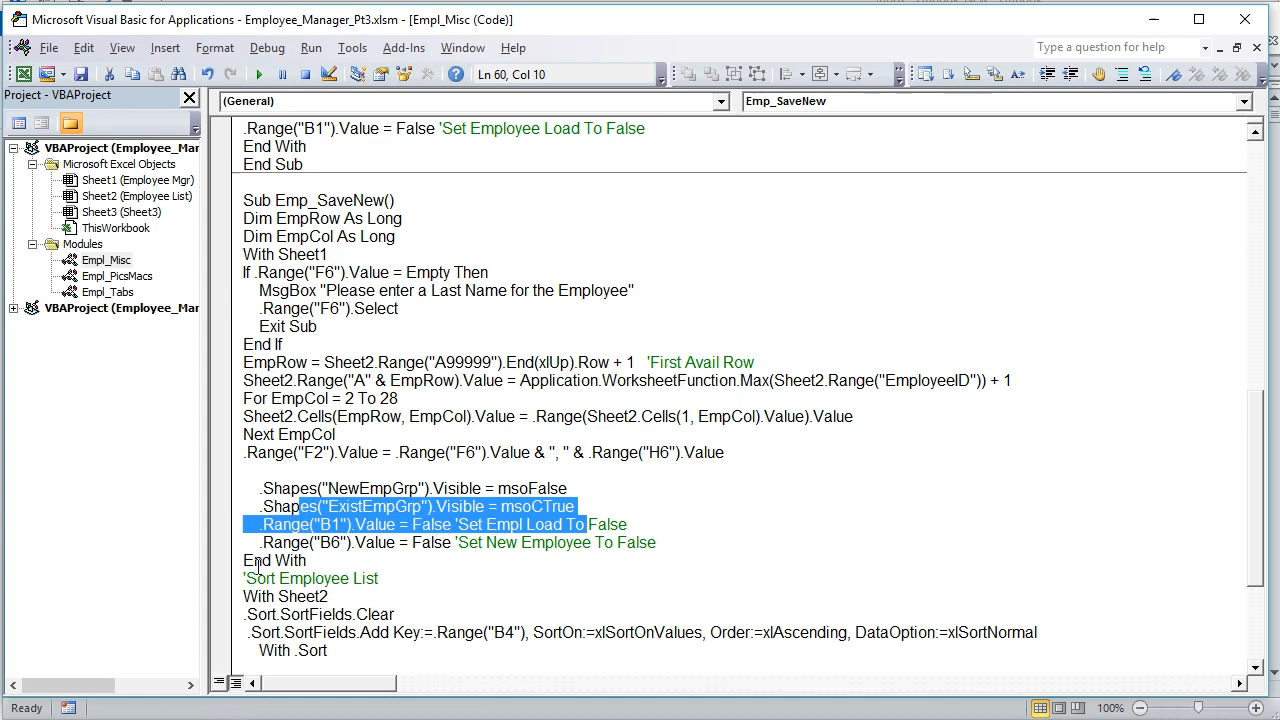 Microsoft Visual Basic for Applications - Employee_Manager_Pt3.xlsm - [Empl_Misc (Code)]
File Edit View Insert Format Debug Run Tools Add-Ins Window Help
Type a question for help
Ln 60, Col 10
Project - VBAProject
(General)
Emp_SaveNew
VBAProject (Employee_Mar
Microsoft Excel Objects
Sheet1 (Employee Mgr)
Sheet2 (Employee List)
Sheet3 (Sheet3)
ThisWorkbook
Modules
Empl_Misc
Empl_PicsMacs
Empl_Tabs
VBAProject (Employee_Mar
.Range("B1").Value = False 'Set Employee Load To False
End With
End Sub
Sub Emp_SaveNew()
Dim EmpRow As Long
Dim EmpCol As Long
With Sheet1
If .Range("F6").Value = Empty Then
MsgBox "Please enter a Last Name for the Employee"
.Range("F6").Select
Exit Sub
End If
EmpRow = Sheet2.Range("A99999").End(xlUp).Row + 1 'First Avail Row
Sheet2.Range("A" & EmpRow).Value = Application.WorksheetFunction.Max(Sheet2.Range("EmployeeID")) + 1
For EmpCol = 2 To 28
Sheet2.Cells(EmpRow, EmpCol).Value = .Range(Sheet2.Cells(1, EmpCol).Value).Value
Next EmpCol
.Range("F2").Value = .Range("F6").Value & ", " & .Range("H6").Value
.Shapes("NewEmpGrp").Visible = msoFalse
.Shapes("ExistEmpGrp").Visible = msoCTrue
.Range("B1").Value = False 'Set Empl Load To False
.Range("B6").Value = False 'Set New Employee To False
End With
'Sort Employee List
With Sheet2
.Sort.SortFields.Clear
.Sort.SortFields.Add Key:=.Range("B4"), SortOn:=xlSortOnValues, Order:=xlAscending, DataOption:=xlSortNormal
With .Sort
Ready
100%